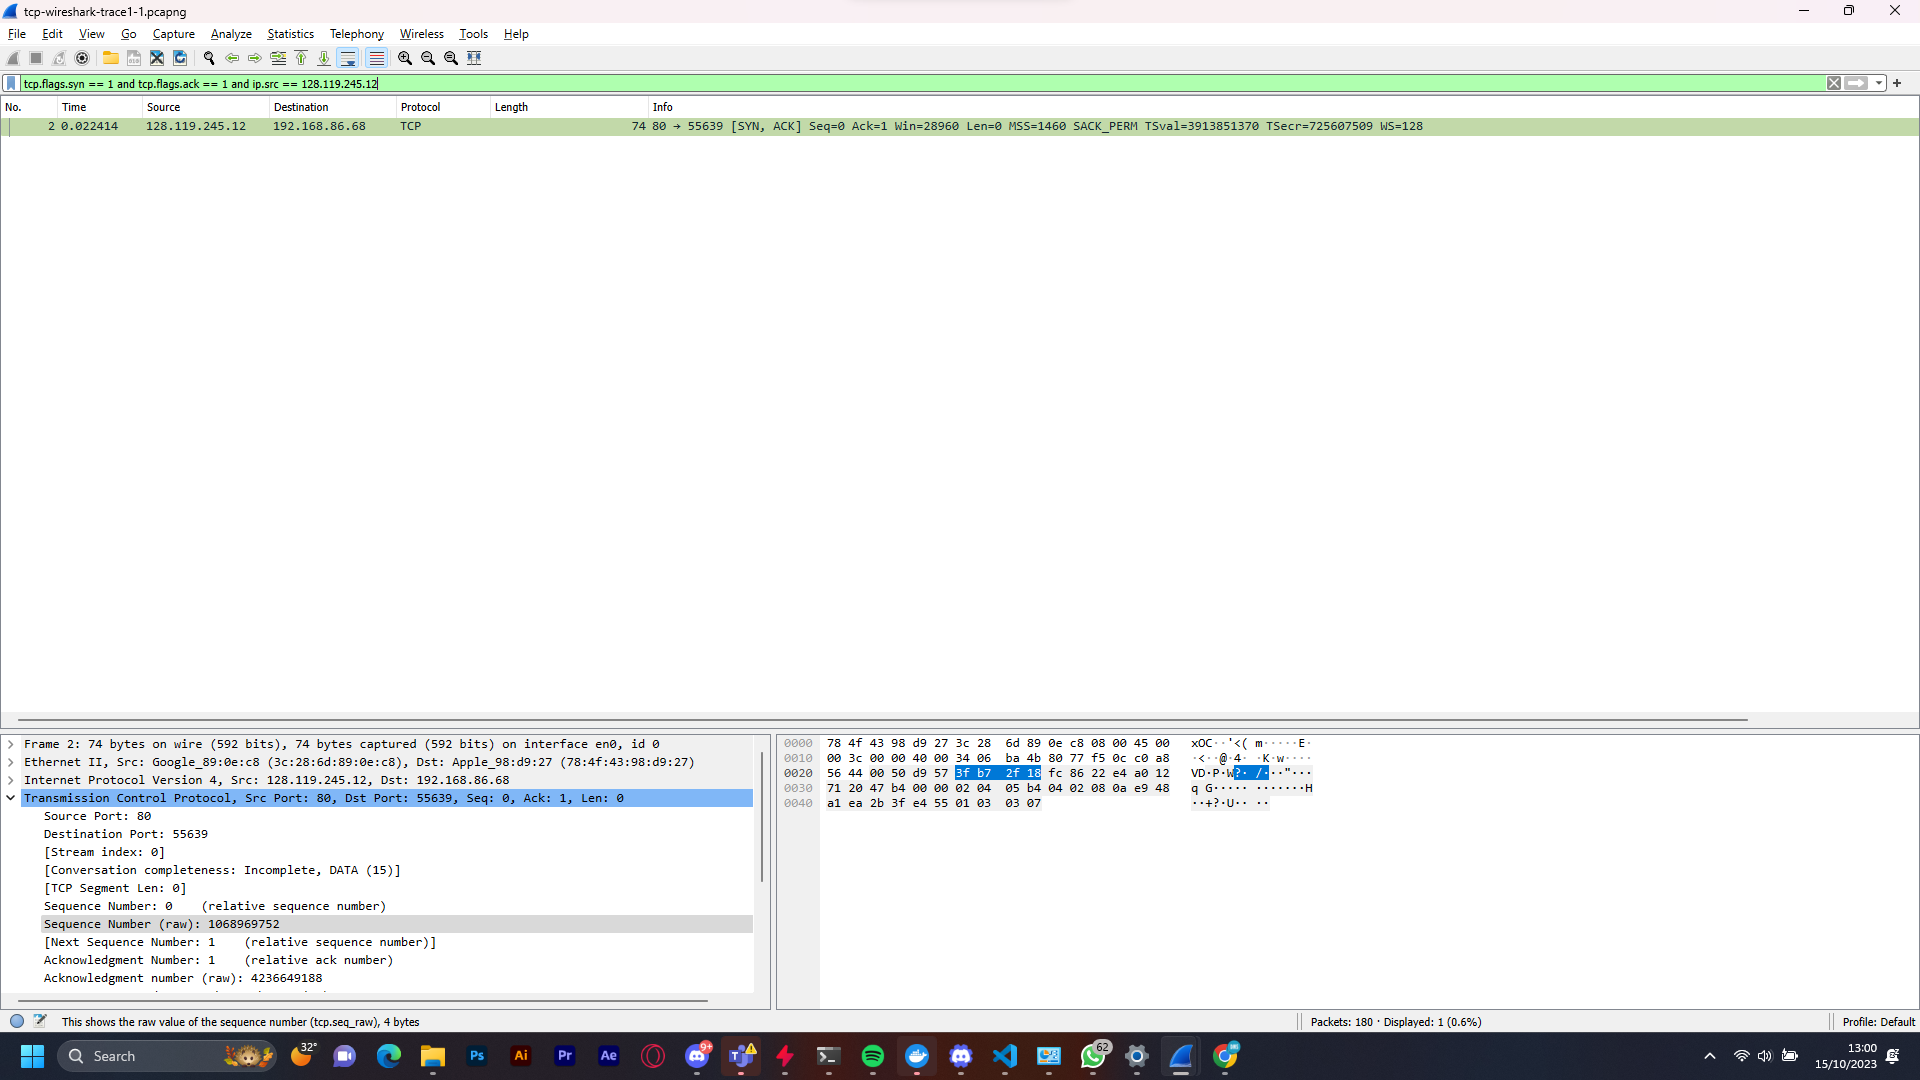 tcp-wireshark-trace1-1.pcapng
File Edit View Go Capture Analyze Statistics Telephony Wireless Tools Help
tcp.flags.syn == 1 and tcp.flags.ack == 1 and ip.src == 128.119.245.12
No. Time Source Destination Protocol Length Info
2 0.022414 128.119.245.12 192.168.86.68 TCP 74 80 → 55639 [SYN, ACK] Seq=0 Ack=1 Win=28960 Len=0 MSS=1460 SACK_PERM TSval=3913851370 TSecr=725607509 WS=128
Frame 2: 74 bytes on wire (592 bits), 74 bytes captured (592 bits) on interface en0, id 0
Ethernet II, Src: Google_89:0e:c8 (3c:28:6d:89:0e:c8), Dst: Apple_98:d9:27 (78:4f:43:98:d9:27)
Internet Protocol Version 4, Src: 128.119.245.12, Dst: 192.168.86.68
Transmission Control Protocol, Src Port: 80, Dst Port: 55639, Seq: 0, Ack: 1, Len: 0
Source Port: 80
Destination Port: 55639
[Stream index: 0]
[Conversation completeness: Incomplete, DATA (15)]
[TCP Segment Len: 0]
Sequence Number: 0 (relative sequence number)
Sequence Number (raw): 1068969752
[Next Sequence Number: 1 (relative sequence number)]
Acknowledgment Number: 1 (relative ack number)
Acknowledgment number (raw): 4236649188
0000 78 4f 43 98 d9 27 3c 28 6d 89 0e c8 08 00 45 00 xOC··'<( m·····E·
0010 00 3c 00 00 40 00 34 06 ba 4b 80 77 f5 0c c0 a8 ·<··@·4· ·K·w····
0020 56 44 00 50 d9 57 3f b7 2f 18 fc 86 22 e4 a0 12 VD·P·W?· /···"···
0030 71 20 47 b4 00 00 02 04 05 b4 04 02 08 0a e9 48 q G····· ·······H
0040 a1 ea 2b 3f e4 55 01 03 03 07 ··+?·U·· ··
This shows the raw value of the sequence number (tcp.seq_raw), 4 bytes
Packets: 180 · Displayed: 1 (0.6%)
Profile: Default
Search
32°
Ps
Ai
Pr
Ae
9+
62
13:00
15/10/2023